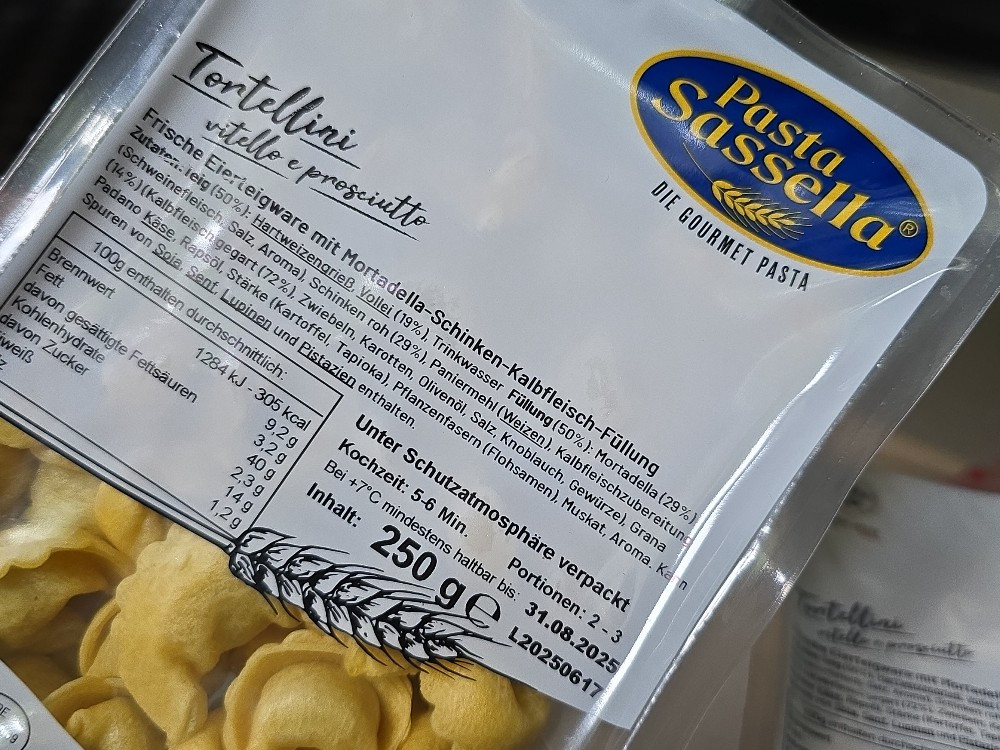 Pasta
Sassella®
DIE GOURMET PASTA
Tortellini
vitello e prosciutto
Frische Eierteigware mit Mortadella-Schinken-Kalbfleisch-Füllung
Zutaten: Teig (50%): Hartweizengrieß, Vollei (19%), Trinkwasser. Füllung (50%): Mortadella (29%)
(Schweinefleisch, Salz, Aroma), Schinken roh (29%), Paniermehl (Weizen), Kalbfleischzubereitung
(14%) (Kalbfleisch gegart (72%), Zwiebeln, Karotten, Olivenöl, Salz, Knoblauch, Gewürze), Grana
Padano Käse, Rapsöl, Stärke (Kartoffel, Tapioka), Pflanzenfasern (Flohsamen), Muskat, Aroma. Kann
Spuren von Soja, Senf, Lupinen und Pistazien enthalten.
100g enthalten durchschnittlich:
Brennwert 1284 kJ - 305 kcal
Fett 9,2 g
davon gesättigte Fettsäuren 3,2 g
Kohlenhydrate 40 g
davon Zucker 2,3 g
iweiß 14 g
z 1,2 g
Unter Schutzatmosphäre verpackt
Kochzeit: 5-6 Min. Portionen: 2 - 3
Bei +7°C mindestens haltbar bis: 31.08.2025
Inhalt: 250 g e L20250617
Tortellini
vitello e prosciutto